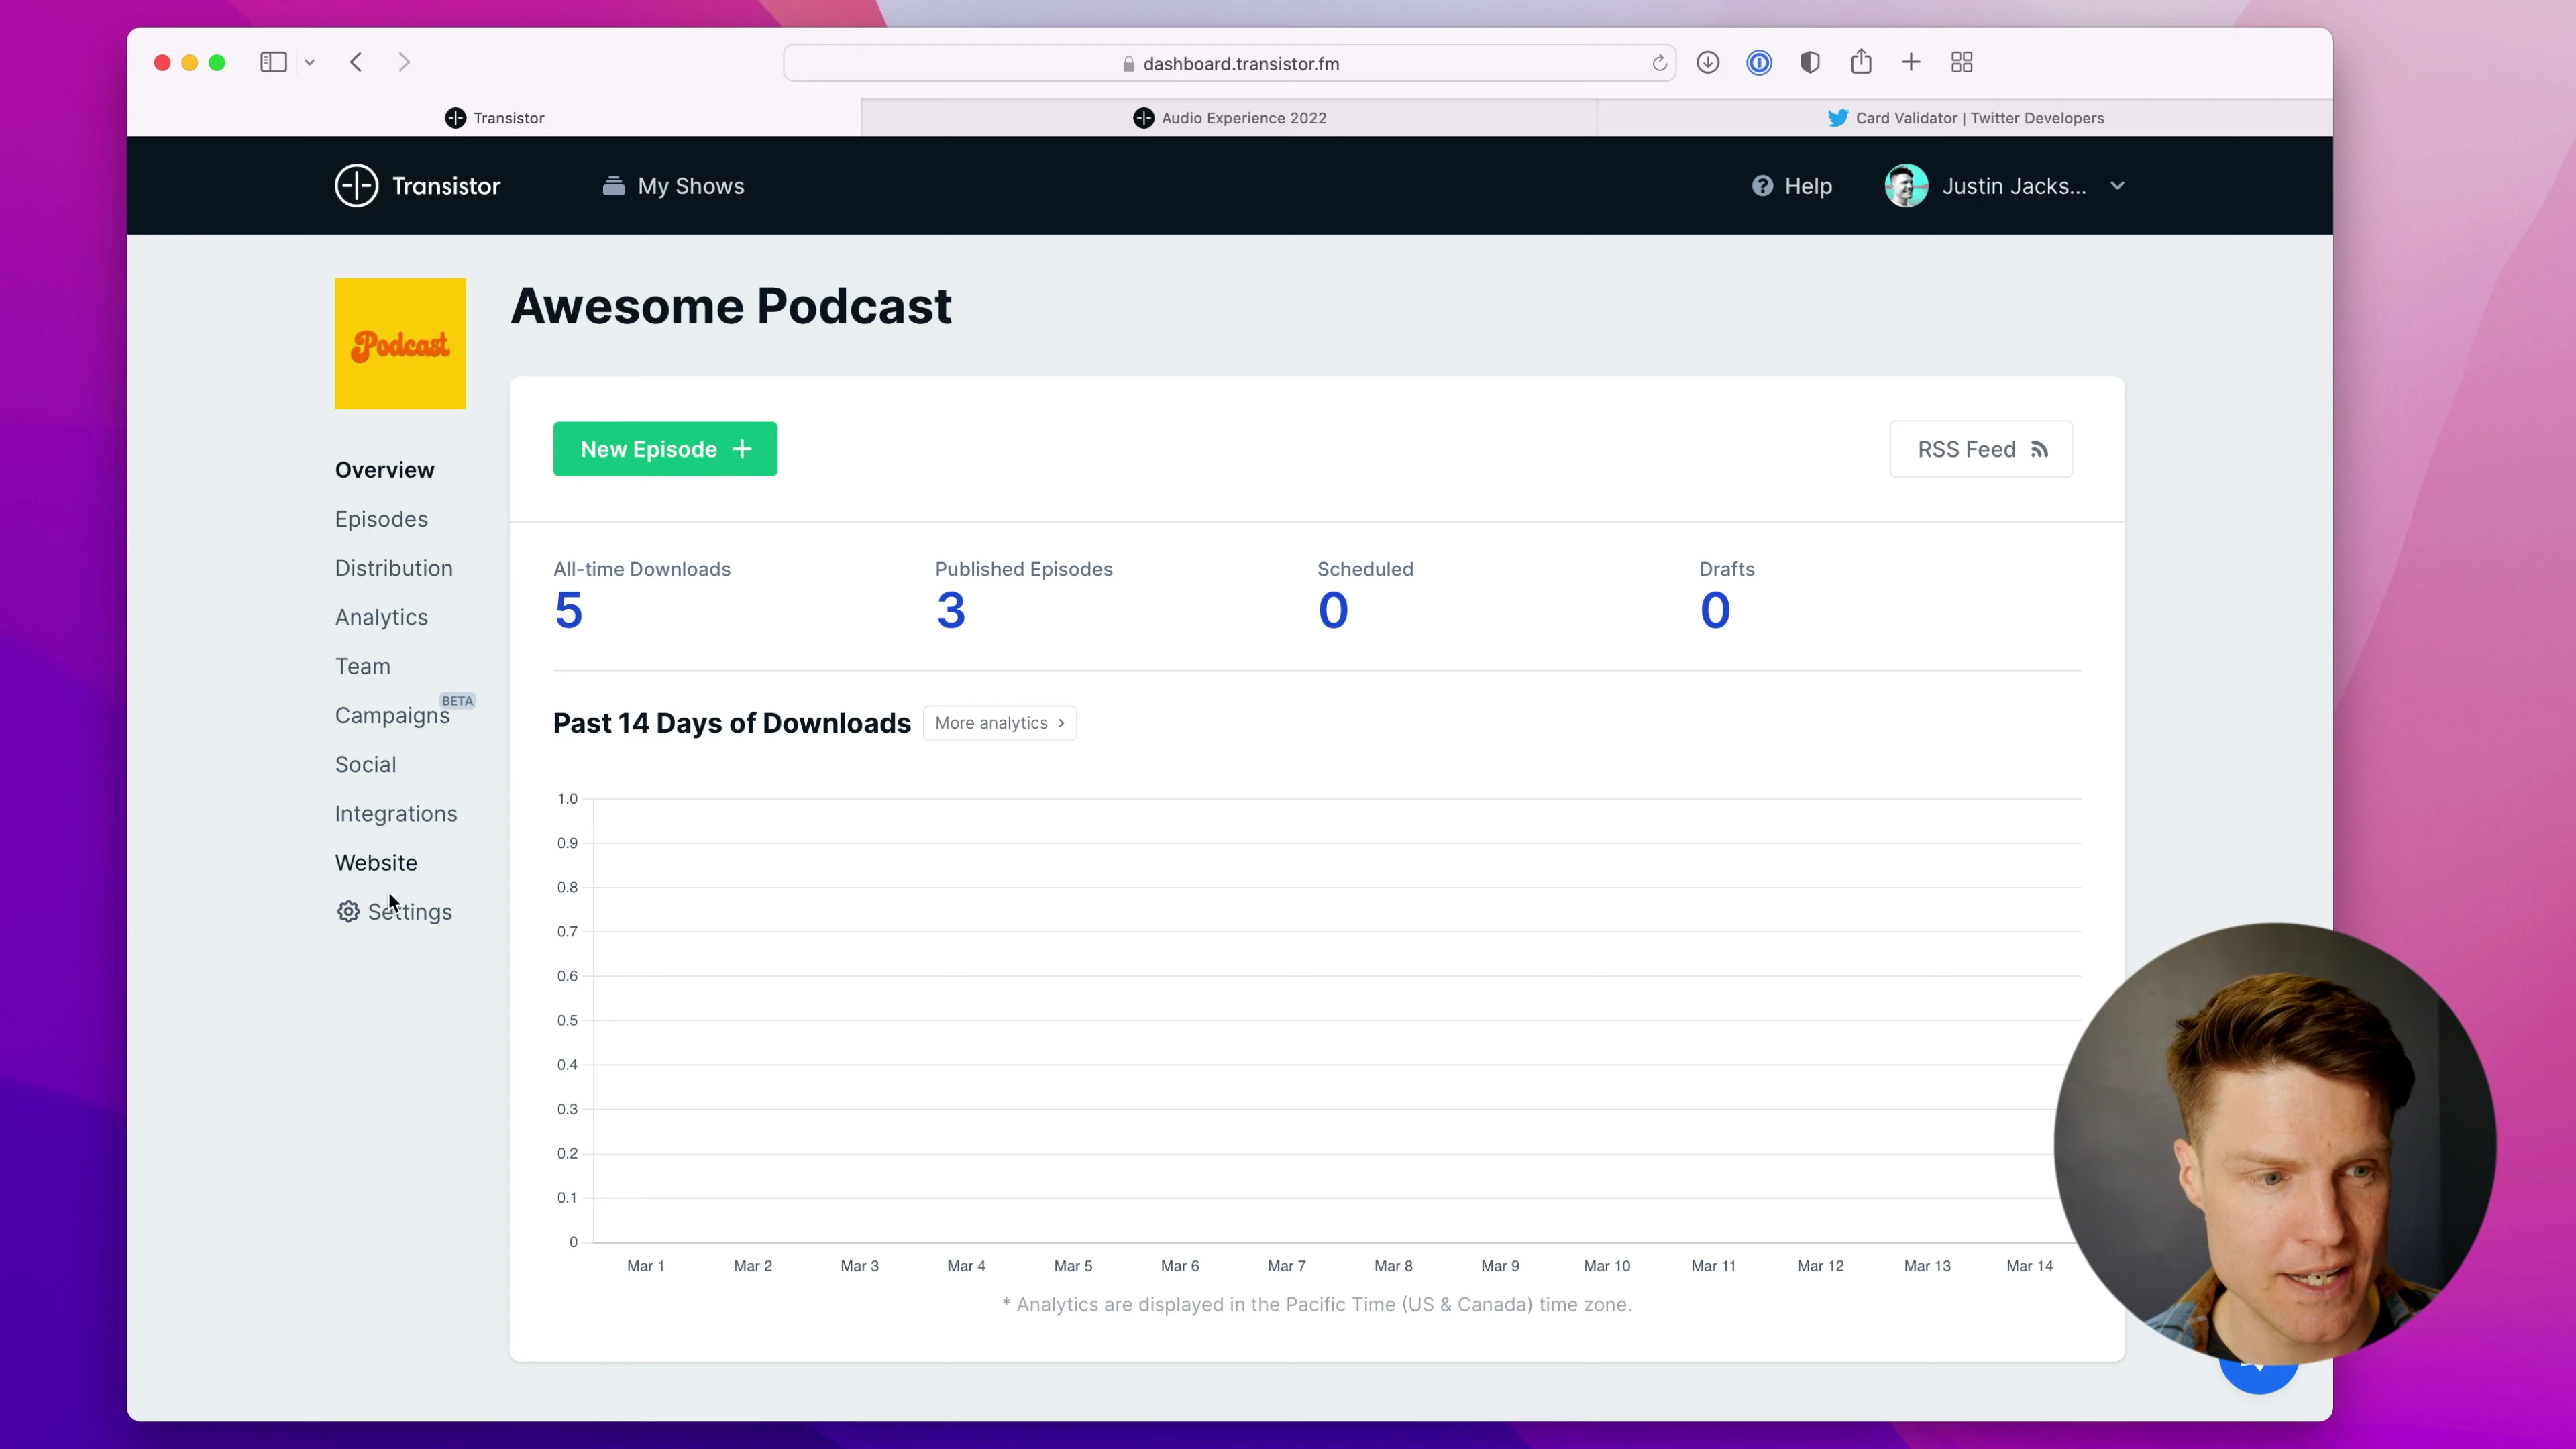 dashboard.transistor.fm
Transistor
Audio Experience 2022
Card Validator | Twitter Developers
Transistor
My Shows
Help
Justin Jacks...
Podcast
Awesome Podcast
New Episode +
RSS Feed
Overview
Episodes
Distribution
Analytics
Team
Campaigns BETA
Social
Integrations
Website
Settings
All-time Downloads
5
Published Episodes
3
Scheduled
0
Drafts
0
Past 14 Days of Downloads
More analytics
1.0
0.9
0.8
0.7
0.6
0.5
0.4
0.3
0.2
0.1
0
Mar 1 Mar 2 Mar 3 Mar 4 Mar 5 Mar 6 Mar 7 Mar 8 Mar 9 Mar 10 Mar 11 Mar 12 Mar 13 Mar 14
* Analytics are displayed in the Pacific Time (US & Canada) time zone.